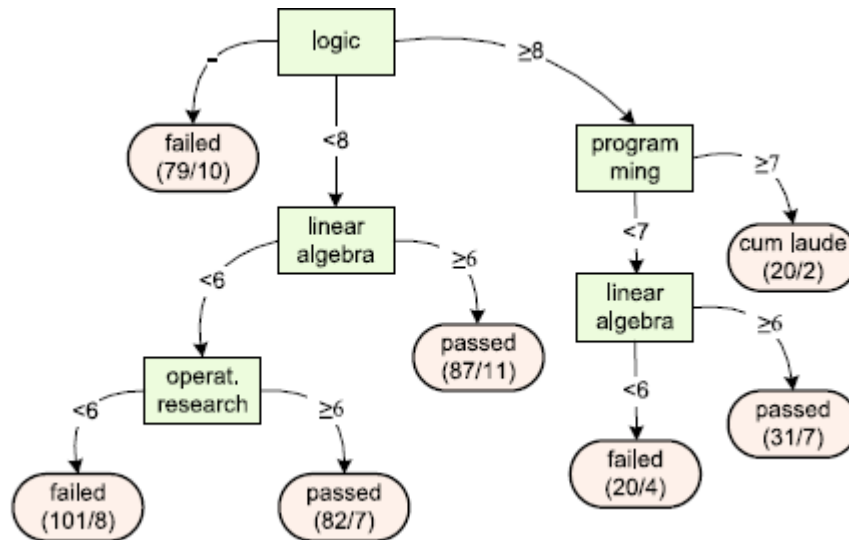 logic
-
≥8
<8
failed
(79/10)
program
ming
≥7
<7
cum laude
(20/2)
linear
algebra
<6
≥6
linear
algebra
≥6
<6
passed
(87/11)
operat.
research
<6
≥6
passed
(31/7)
failed
(20/4)
failed
(101/8)
passed
(82/7)